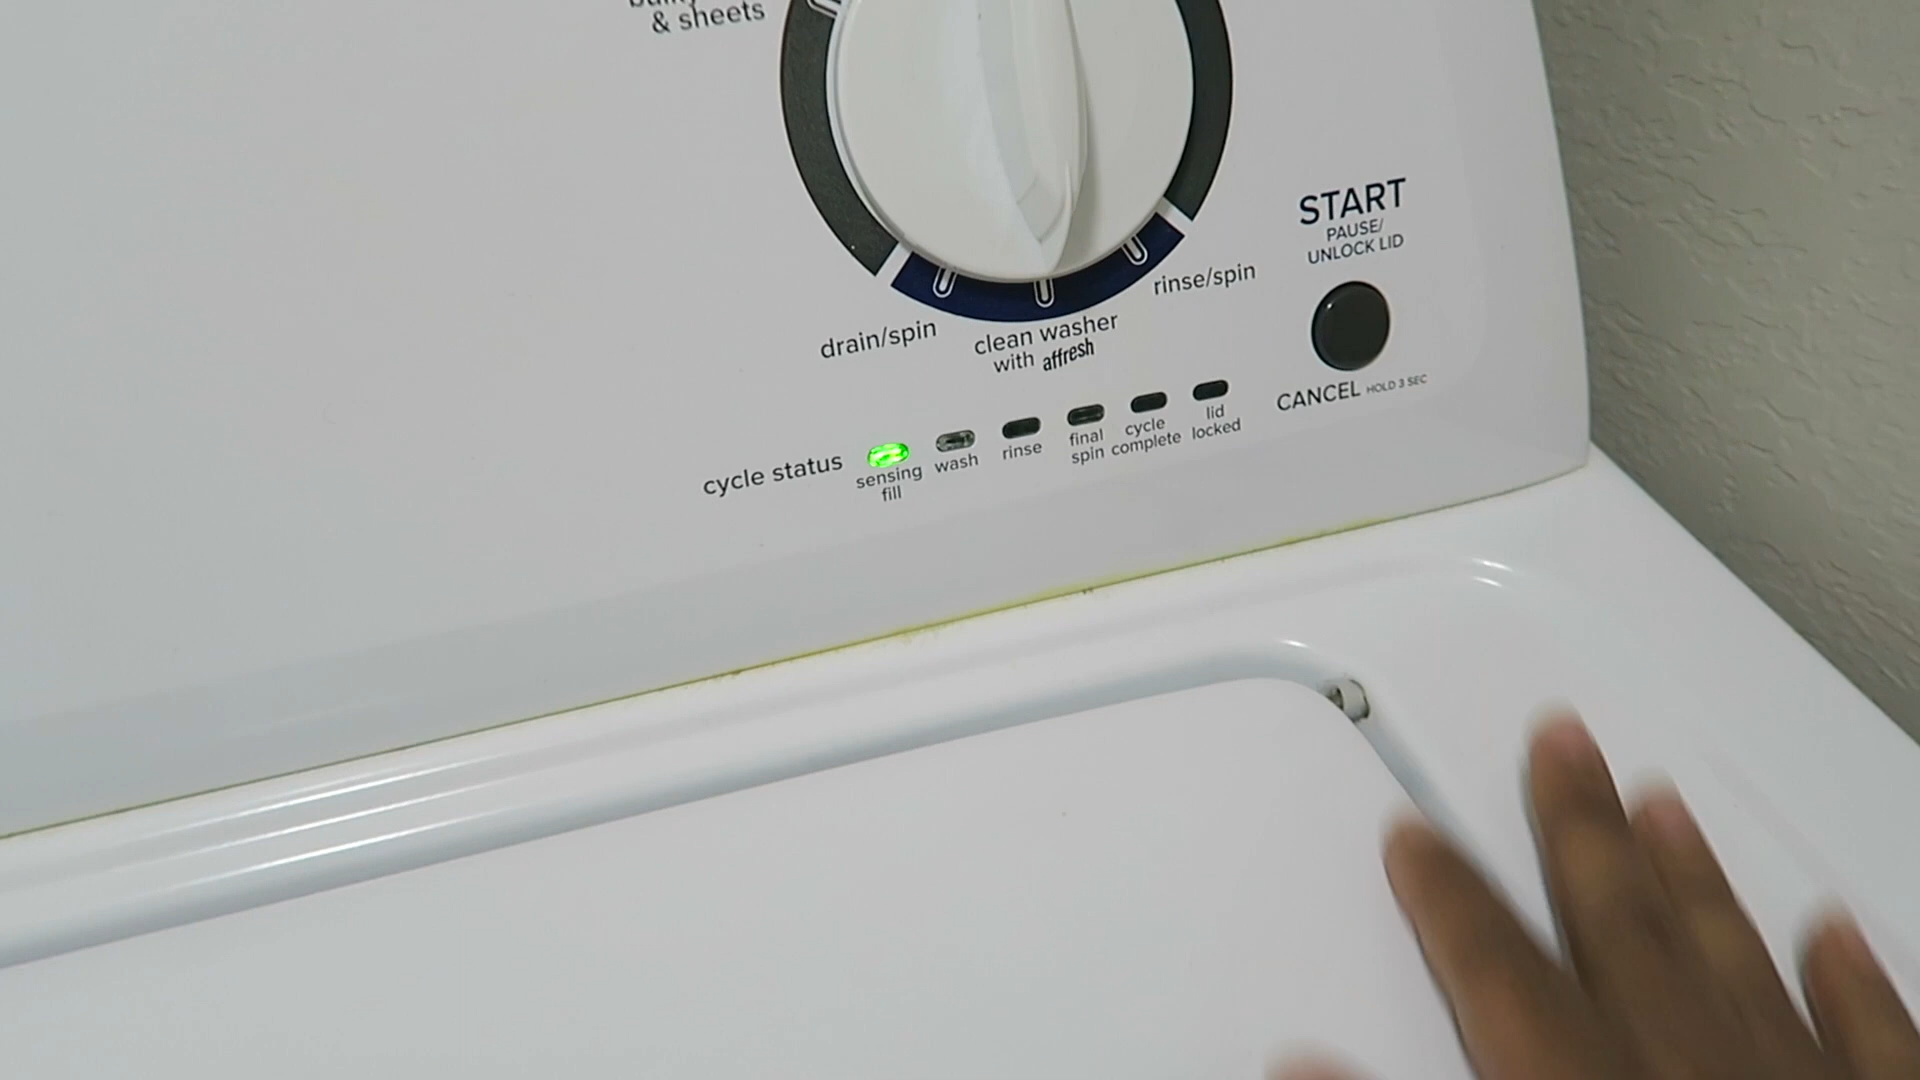 & sheets
START
PAUSE/
UNLOCK LID
rinse/spin
drain/spin
clean washer
with affresh
CANCEL HOLD 3 SEC
cycle status
sensing
fill
wash
rinse
final
spin
cycle
complete
lid
locked